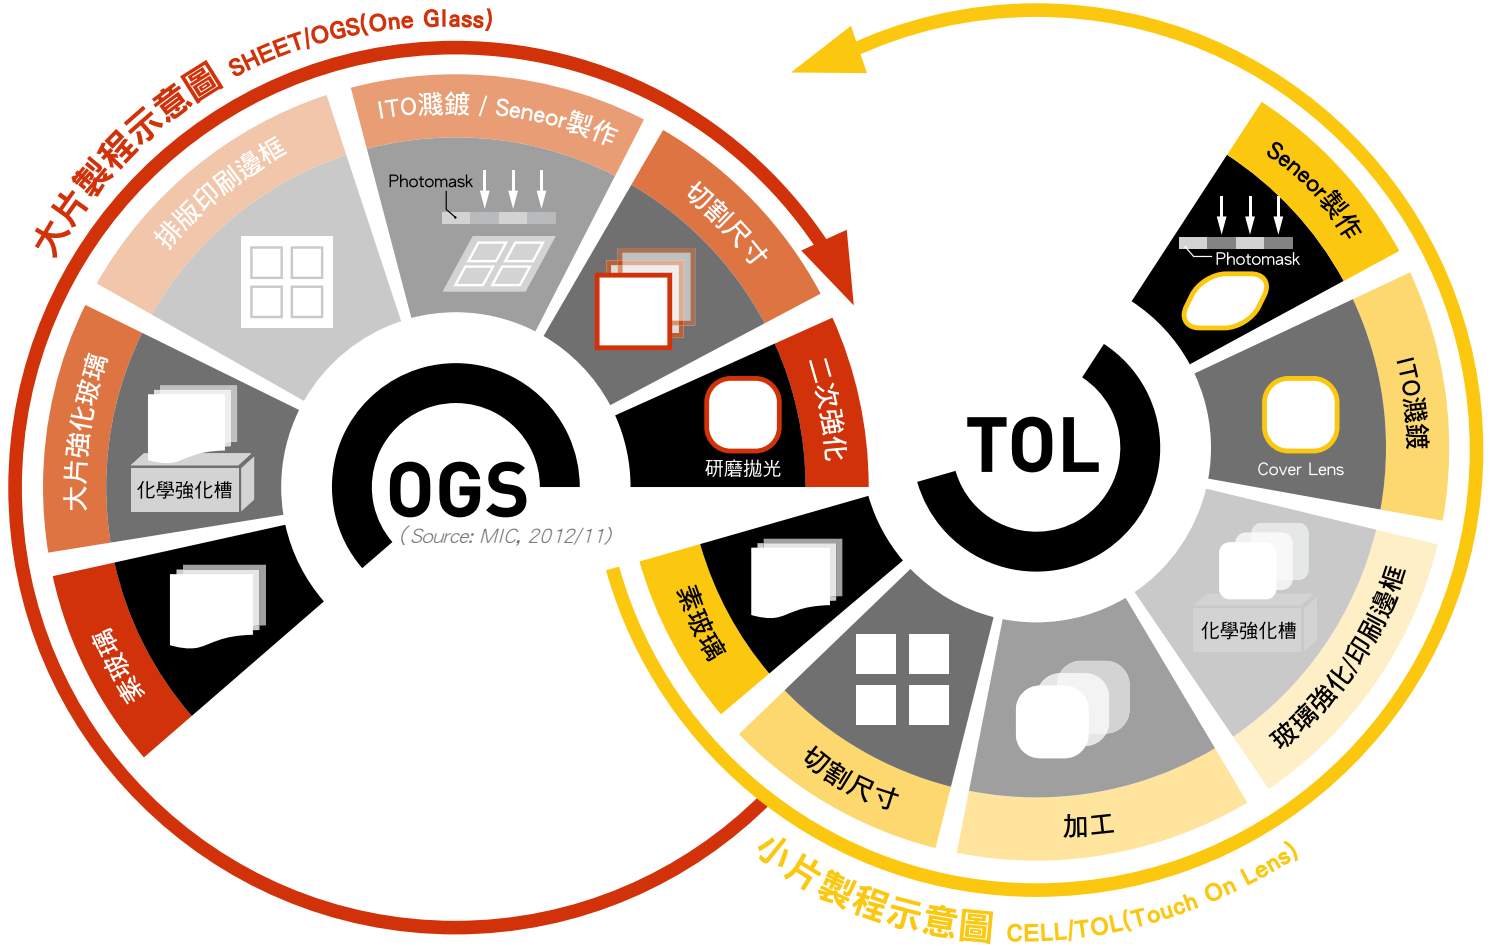 大片製程示意圖 SHEET/OGS(One Glass)
素玻璃
大片強化玻璃
化學強化槽
排版印刷邊框
ITO濺鍍 / Seneor製作
Photomask
切割尺寸
二次強化
研磨拋光
OGS
(Source: MIC, 2012/11)
小片製程示意圖 CELL/TOL(Touch On Lens)
素玻璃
切割尺寸
加工
玻璃強化/印刷邊框
化學強化槽
ITO濺鍍
Cover Lens
Seneor製作
Photomask
TOL